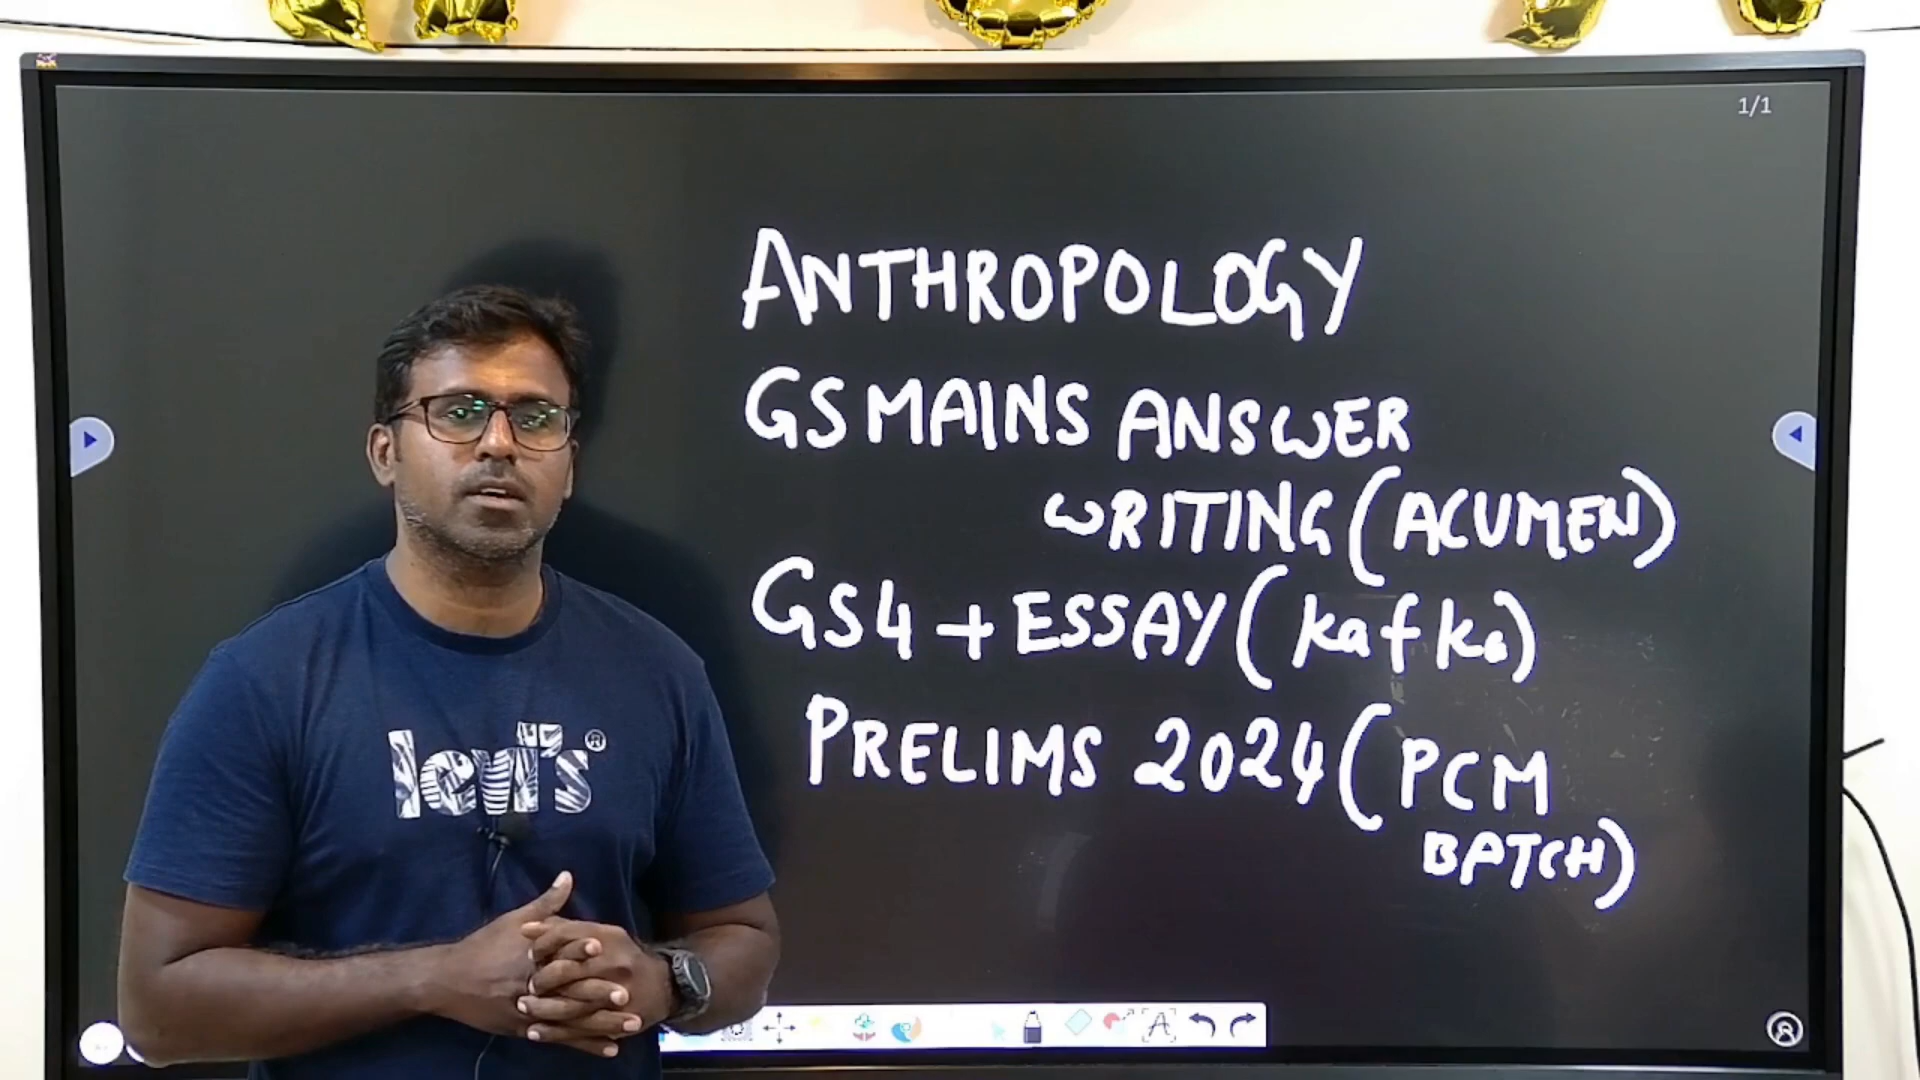 1/1
ANTHROPOLOGY
GS MAINS ANSWER
WRITING (ACUMEN)
GS4 + ESSAY (Kafka)
PRELIMS 2024 (PCM
BATCH)
levi's®